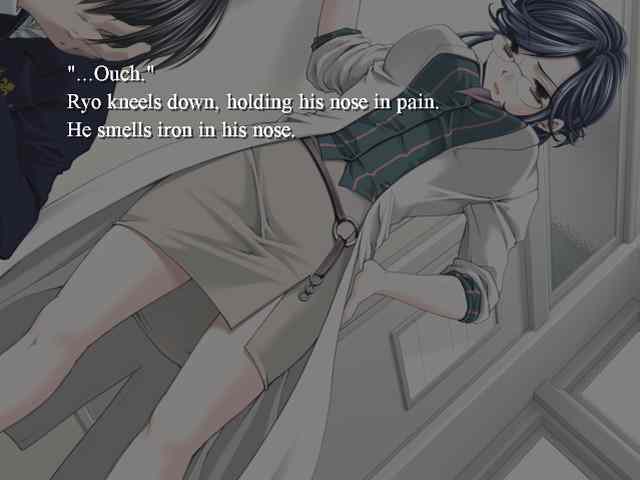 "...Ouch."
Ryo kneels down, holding his nose in pain.
He smells iron in his nose.